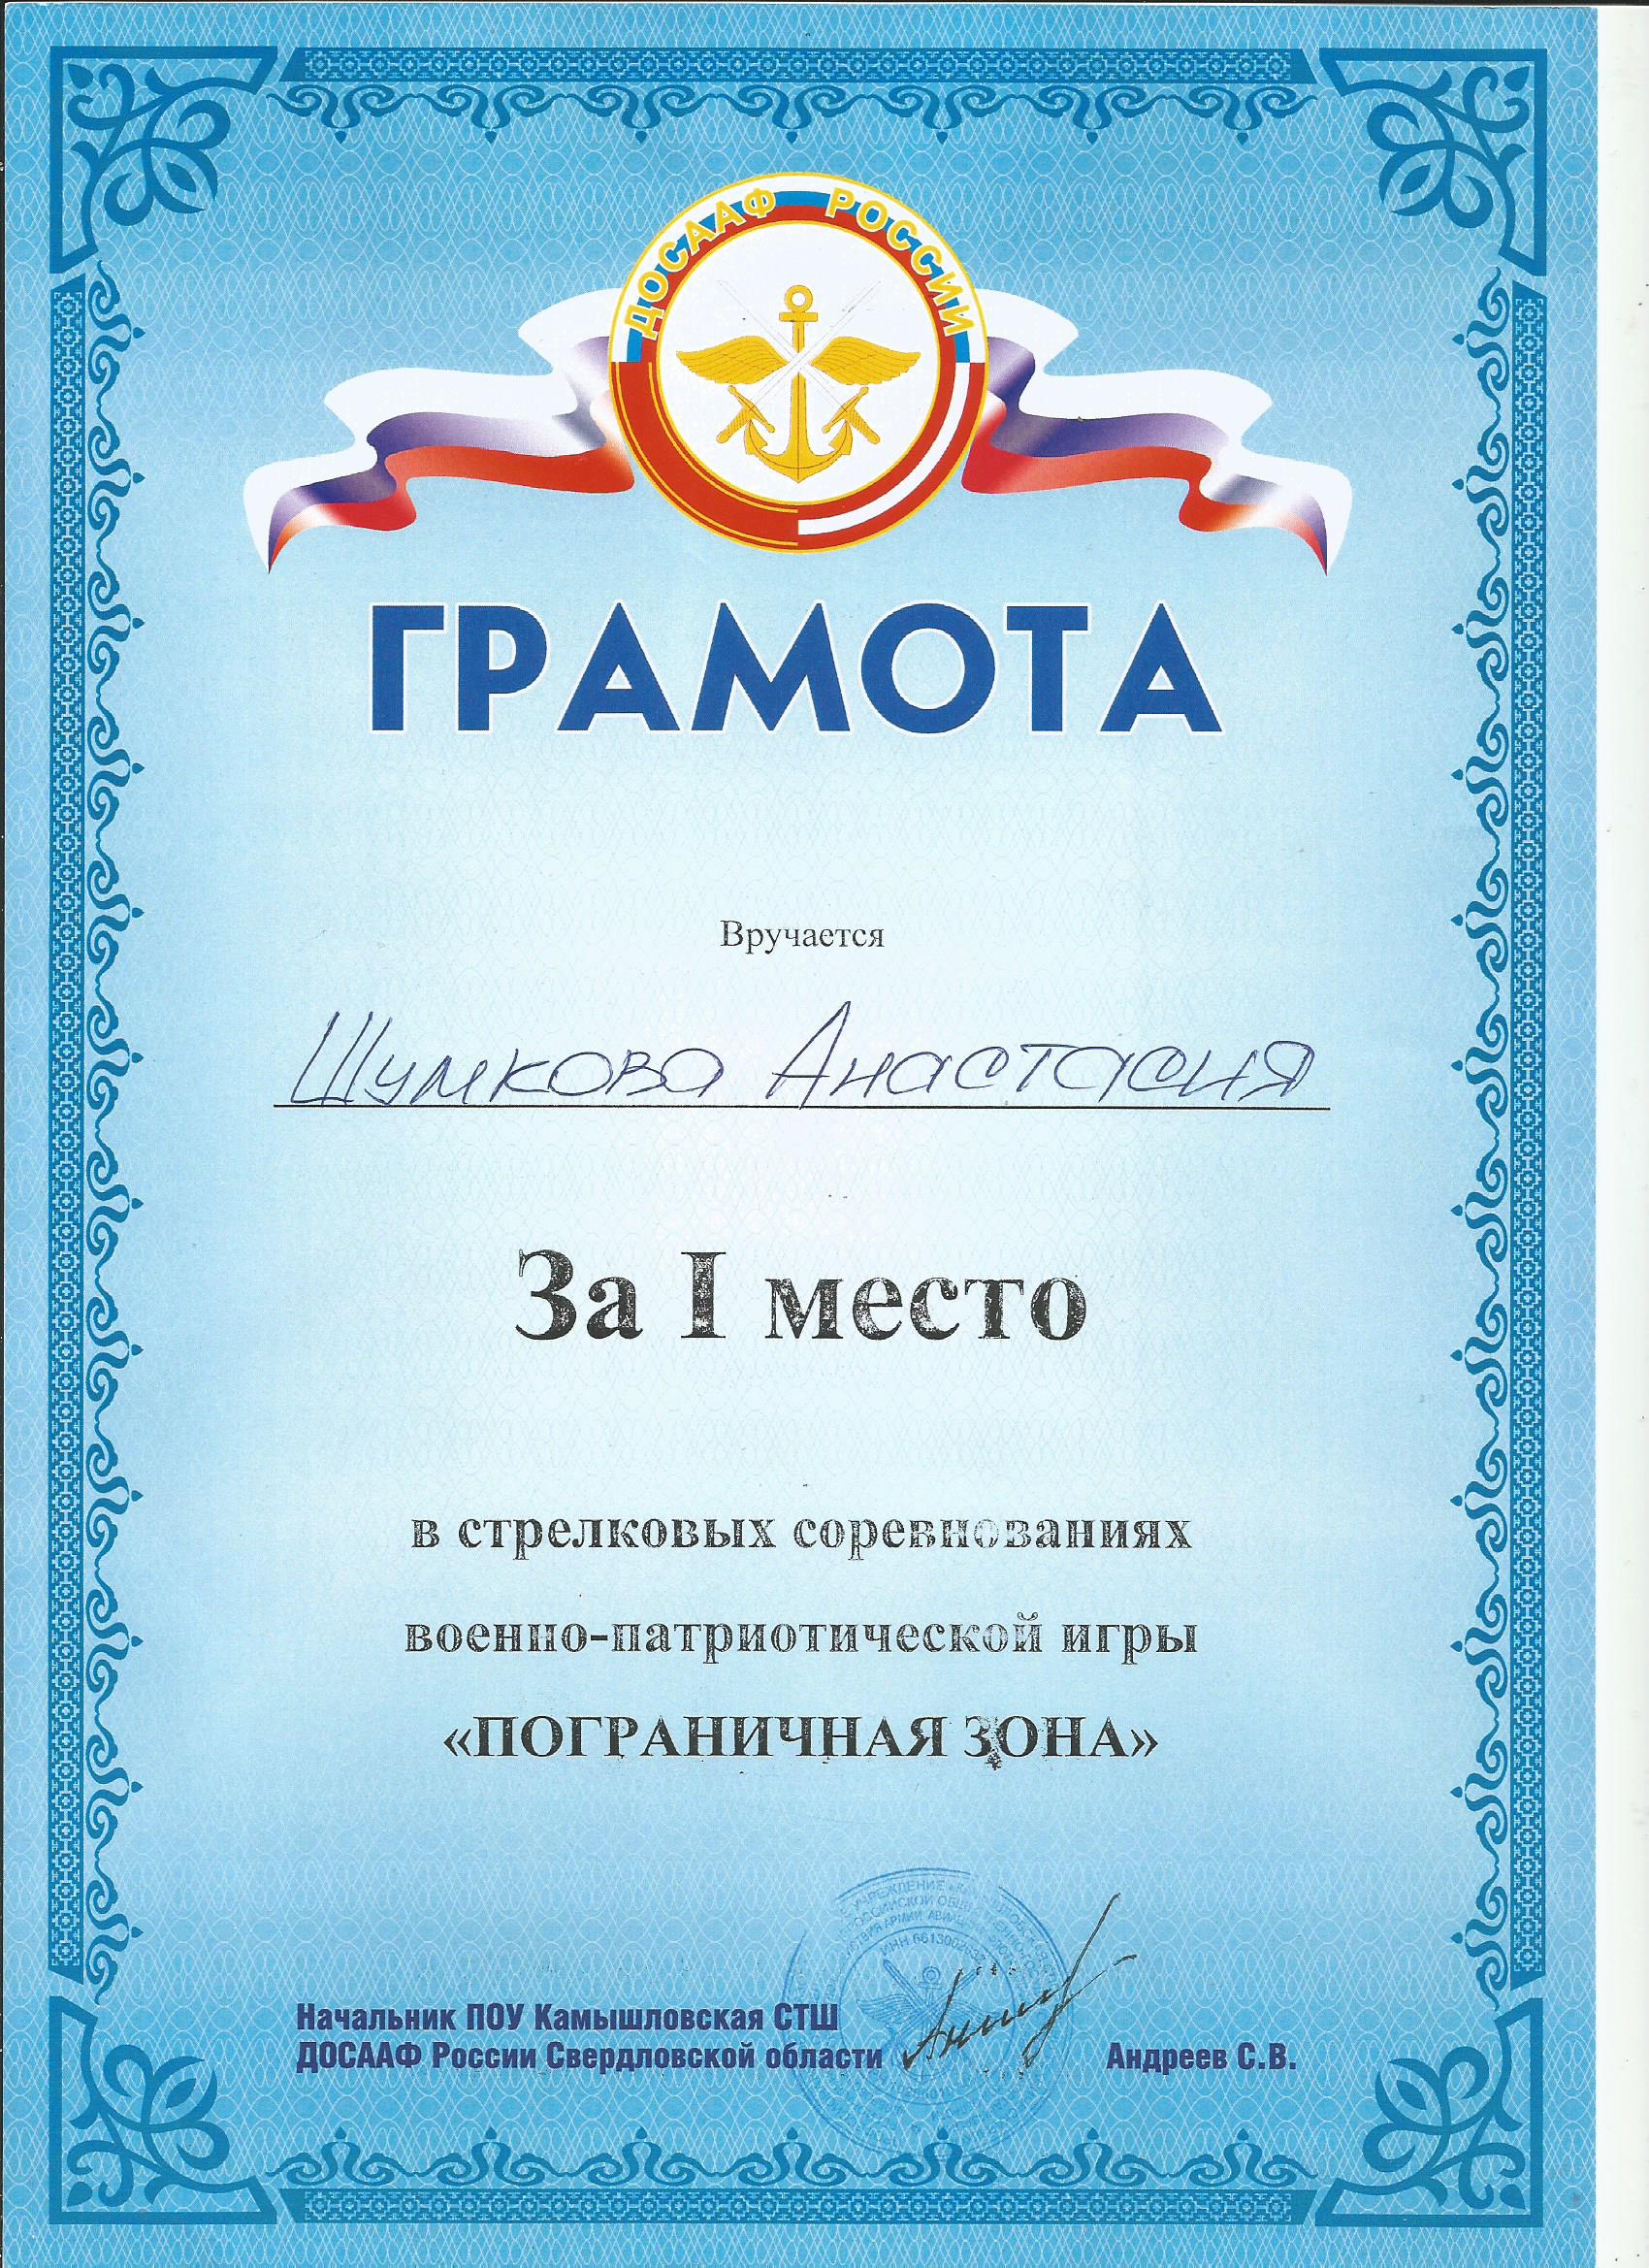 ДОСААФ РОССИИ
ГРАМОТА
Вручается
Шумкова Анастасия
За I место
в стрелковых соревнованиях
военно-патриотической игры
«ПОГРАНИЧНАЯ ЗОНА»
Начальник ПОУ Камышловская СТШ
ДОСААФ России Свердловской области
Андреев С.В.